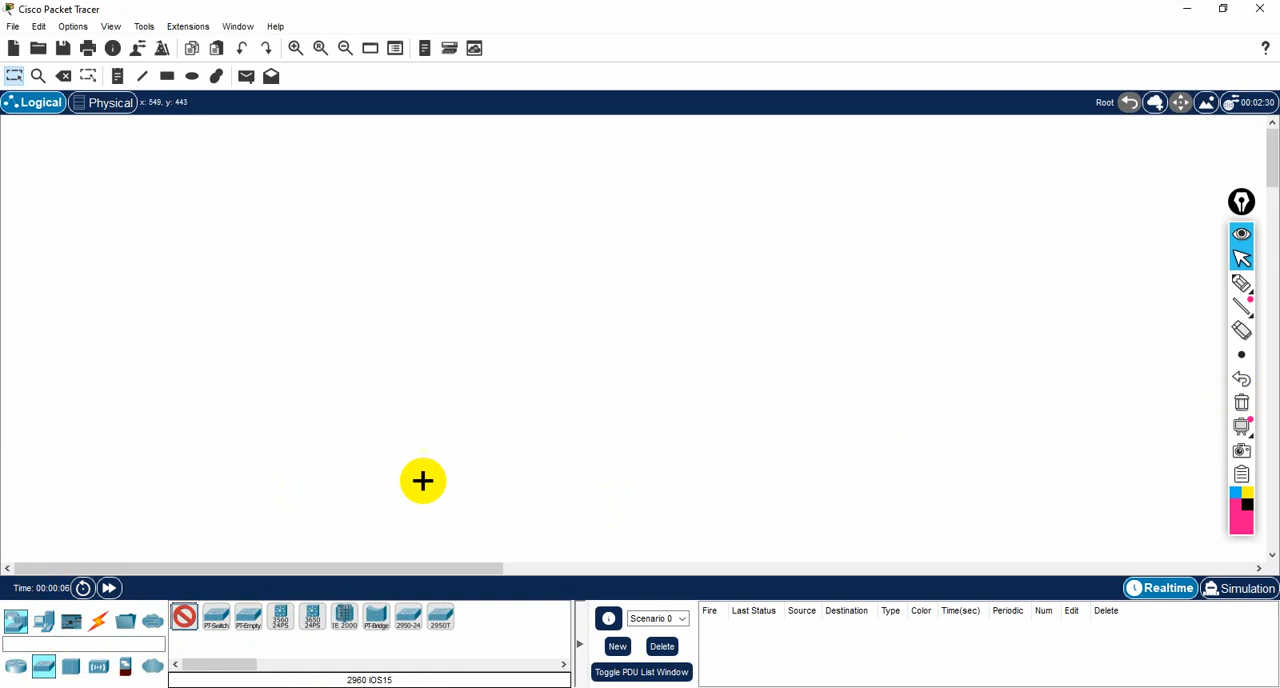 Cisco Packet Tracer
File Edit Options View Tools Extensions Window Help
?
Logical Physical x: 549, y: 443 Root 00:02:30
Time: 00:00:06 Realtime Simulation
PT-Switch PT-Empty 3560 24PS 3650 24PS IE 2000 PT-Bridge 2950-24 2950T
2960 IOS15
Scenario 0
New Delete
Toggle PDU List Window
Fire Last Status Source Destination Type Color Time(sec) Periodic Num Edit Delete